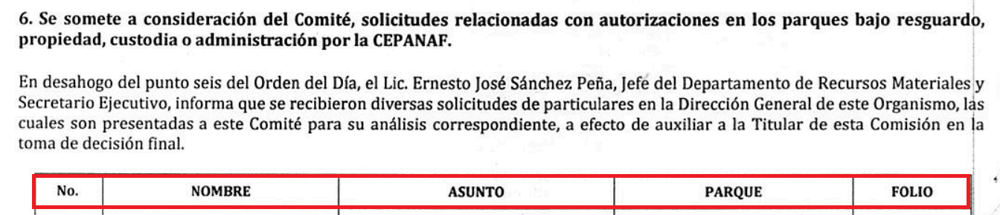 6. Se somete a consideración del Comité, solicitudes relacionadas con autorizaciones en los parques bajo resguardo,
propiedad, custodia o administración por la CEPANAF.
En desahogo del punto seis del Orden del Día, el Lic. Ernesto José Sánchez Peña, Jefe del Departamento de Recursos Materiales y
Secretario Ejecutivo, informa que se recibieron diversas solicitudes de particulares en la Dirección General de este Organismo, las
cuales son presentadas a este Comité para su análisis correspondiente, a efecto de auxiliar a la Titular de esta Comisión en la
toma de decisión final.
No. NOMBRE ASUNTO PARQUE FOLIO